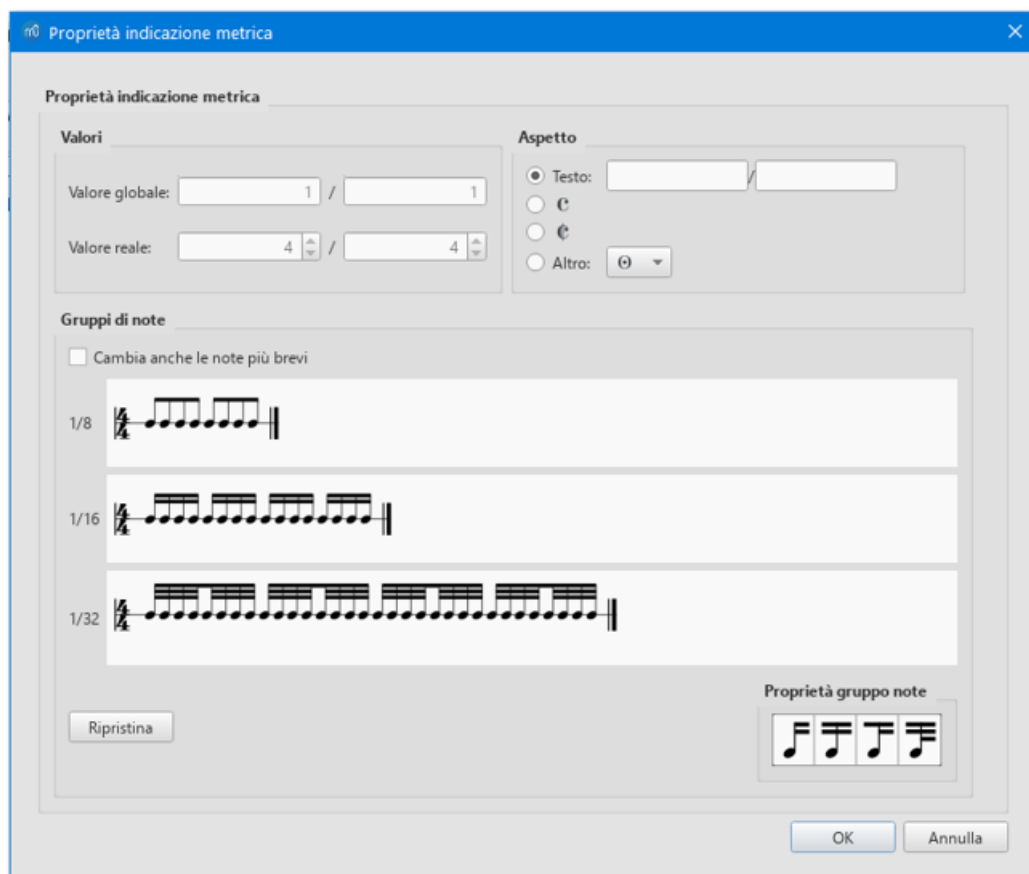 Proprietà indicazione metrica
Proprietà indicazione metrica
Valori
Valore globale: 1 / 1
Valore reale: 4 / 4
Aspetto
Testo: /
Altro:
Gruppi di note
Cambia anche le note più brevi
1/8
1/16
1/32
Proprietà gruppo note
Ripristina
OK Annulla